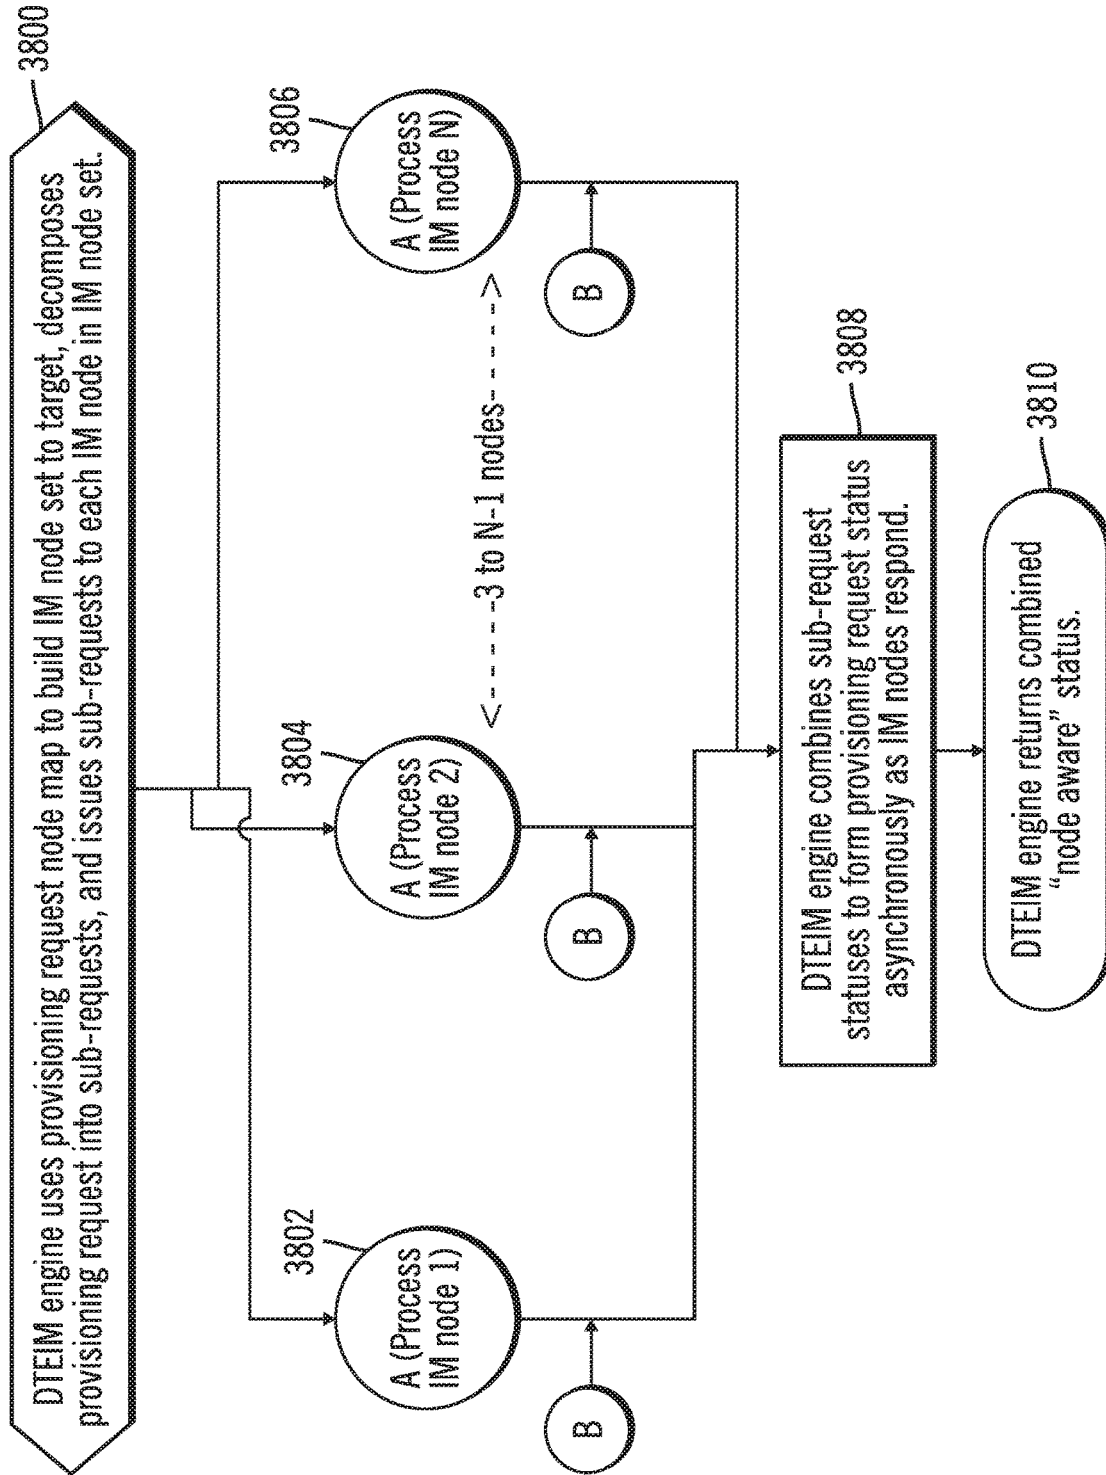 3800
DTEIM engine uses provisioning request node map to build IM node set to target, decomposes
provisioning request into sub-requests, and issues sub-requests to each IM node in IM node set.
3802
A (Process
IM node 1)
3804
A (Process
IM node 2)
3806
A (Process
IM node N)
<-----3 to N-1 nodes----->
B
B
B
3808
DTEIM engine combines sub-request
statuses to form provisioning request status
asynchronously as IM nodes respond.
3810
DTEIM engine returns combined
“node aware” status.